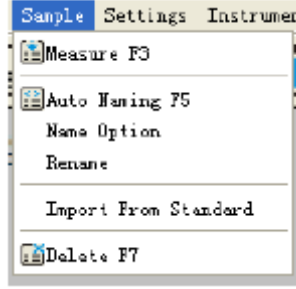 Sample Settings Instrumen
Measure F3
Auto Naming F5
Name Option
Rename
Import From Standard
Delete F7